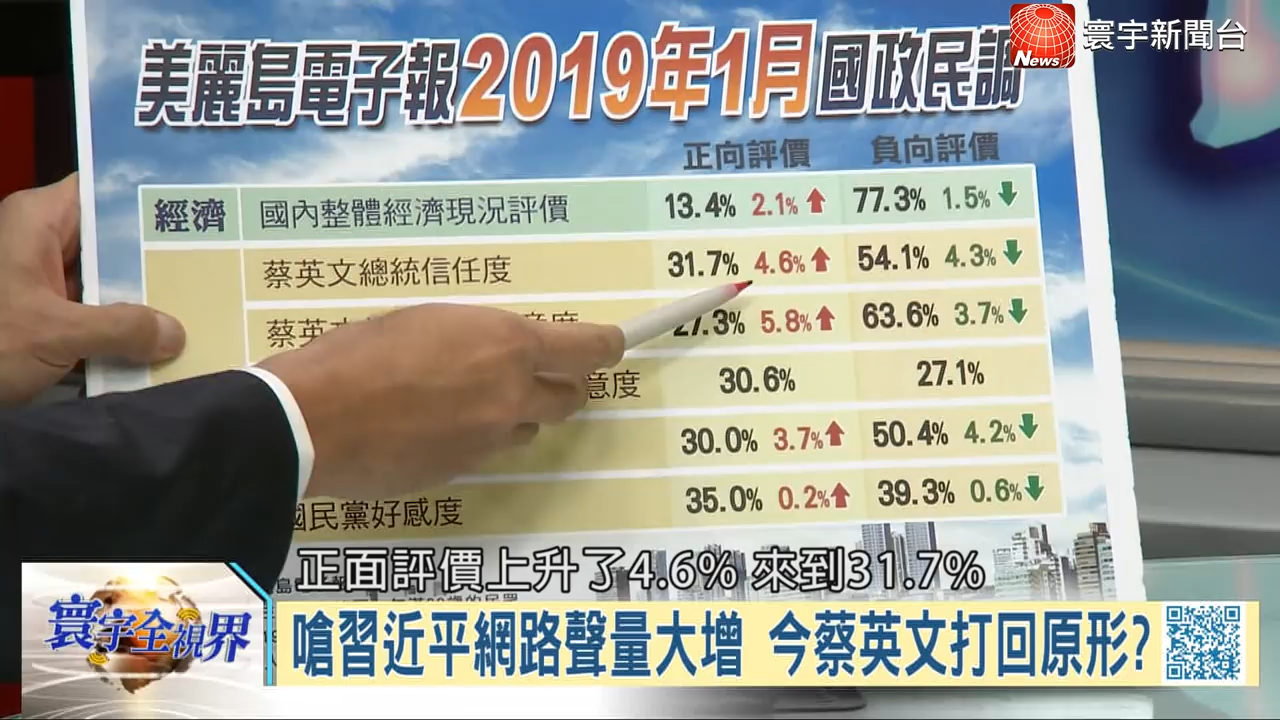 News 寰宇新聞台
美麗島電子報2019年1月國政民調
正向評價 負向評價
經濟 國內整體經濟現況評價 13.4% 2.1% 77.3% 1.5%
蔡英文總統信任度 31.7% 4.6% 54.1% 4.3%
蔡英 意度 27.3% 5.8% 63.6% 3.7%
意度 30.6% 27.1%
30.0% 3.7% 50.4% 4.2%
國民黨好感度 35.0% 0.2% 39.3% 0.6%
正面評價上升了4.6% 來到31.7%
寰宇全視界
嗆習近平網路聲量大增 今蔡英文打回原形?